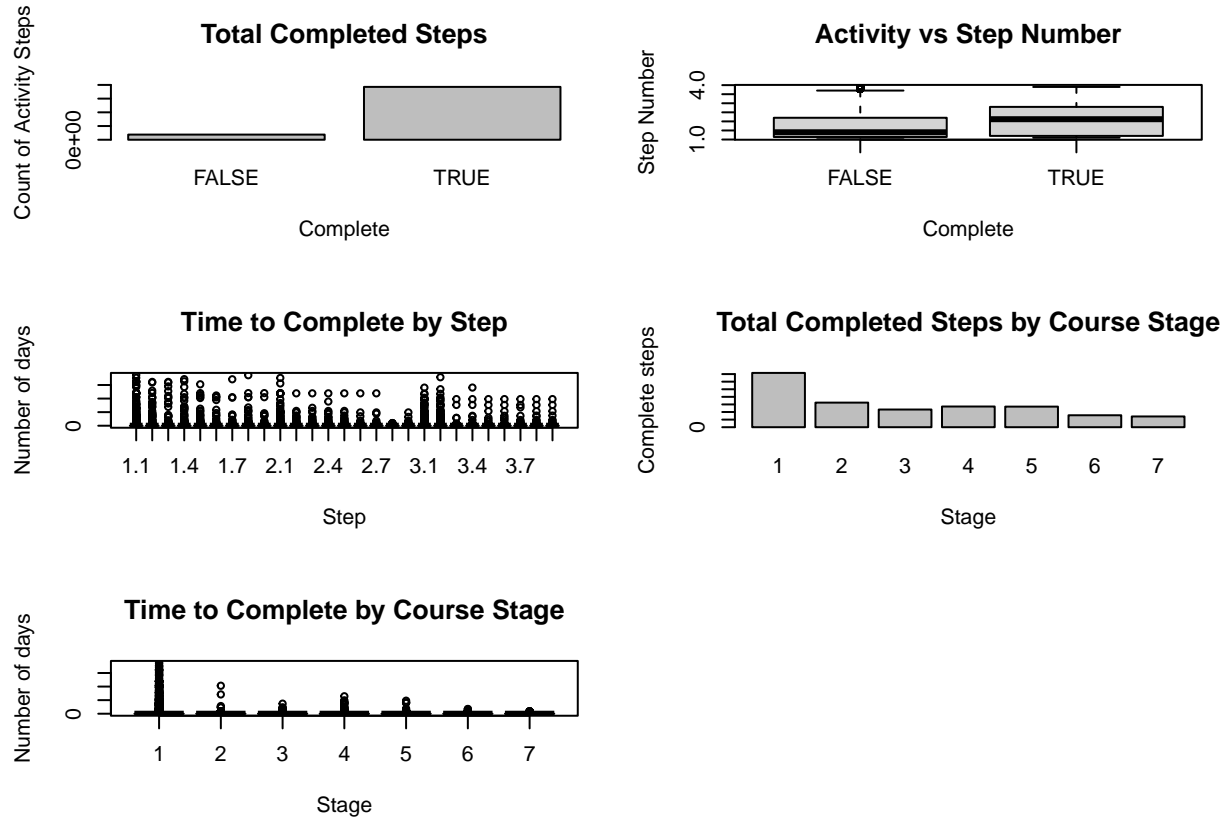 Total Completed Steps
Count of Activity Steps
0e+00
FALSE TRUE
Complete
Activity vs Step Number
Step Number
4.0
1.0
FALSE TRUE
Complete
Time to Complete by Step
Number of days
0
1.1 1.4 1.7 2.1 2.4 2.7 3.1 3.4 3.7
Step
Total Completed Steps by Course Stage
Complete steps
0
1 2 3 4 5 6 7
Stage
Time to Complete by Course Stage
Number of days
0
1 2 3 4 5 6 7
Stage